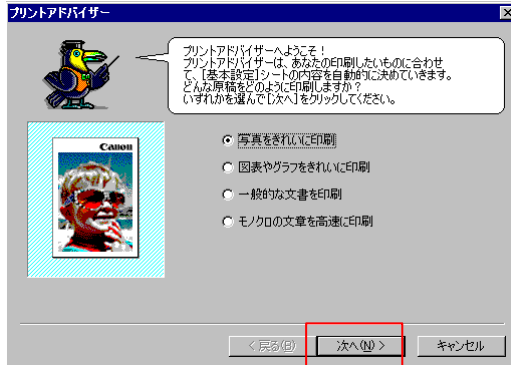 プリントアドバイザー
プリントアドバイザーへようこそ！
プリントアドバイザーは、あなたの印刷したいものに合わせ
て、[基本設定]シートの内容を自動的に決めていきます。
どんな原稿をどのように印刷しますか？
いずれかを選んで[次へ]をクリックしてください。
Canon
写真をきれいに印刷
図表やグラフをきれいに印刷
一般的な文書を印刷
モノクロの文章を高速に印刷
< 戻る(B)
次へ(N) >
キャンセル